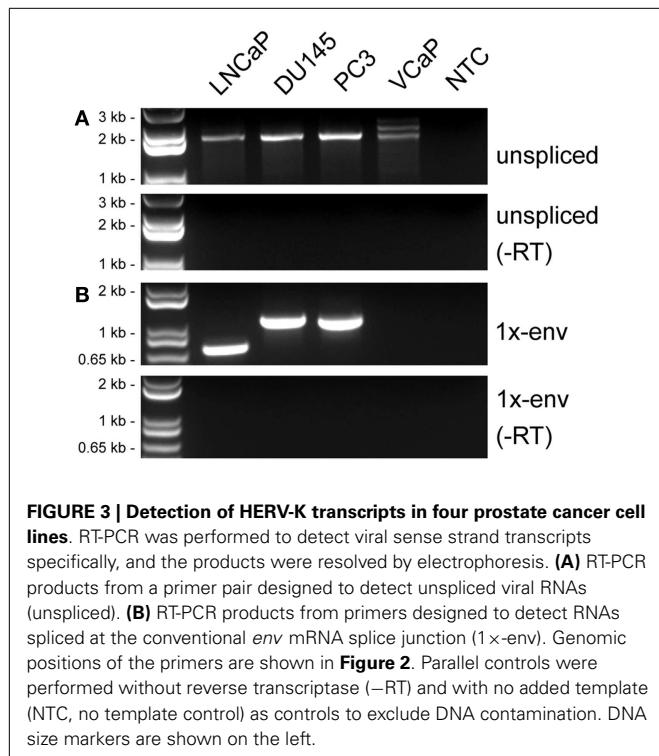 LNCaP DU145 PC3 VCaP NTC
A
3 kb -
2 kb -
1 kb -
unspliced
3 kb -
2 kb -
1 kb -
unspliced
(-RT)
B
2 kb -
1 kb -
0.65 kb -
1x-env
2 kb -
1 kb -
0.65 kb -
1x-env
(-RT)
FIGURE 3 | Detection of HERV-K transcripts in four prostate cancer cell
lines. RT-PCR was performed to detect viral sense strand transcripts
specifically, and the products were resolved by electrophoresis. (A) RT-PCR
products from a primer pair designed to detect unspliced viral RNAs
(unspliced). (B) RT-PCR products from primers designed to detect RNAs
spliced at the conventional env mRNA splice junction (1×-env). Genomic
positions of the primers are shown in Figure 2. Parallel controls were
performed without reverse transcriptase (−RT) and with no added template
(NTC, no template control) as controls to exclude DNA contamination. DNA
size markers are shown on the left.